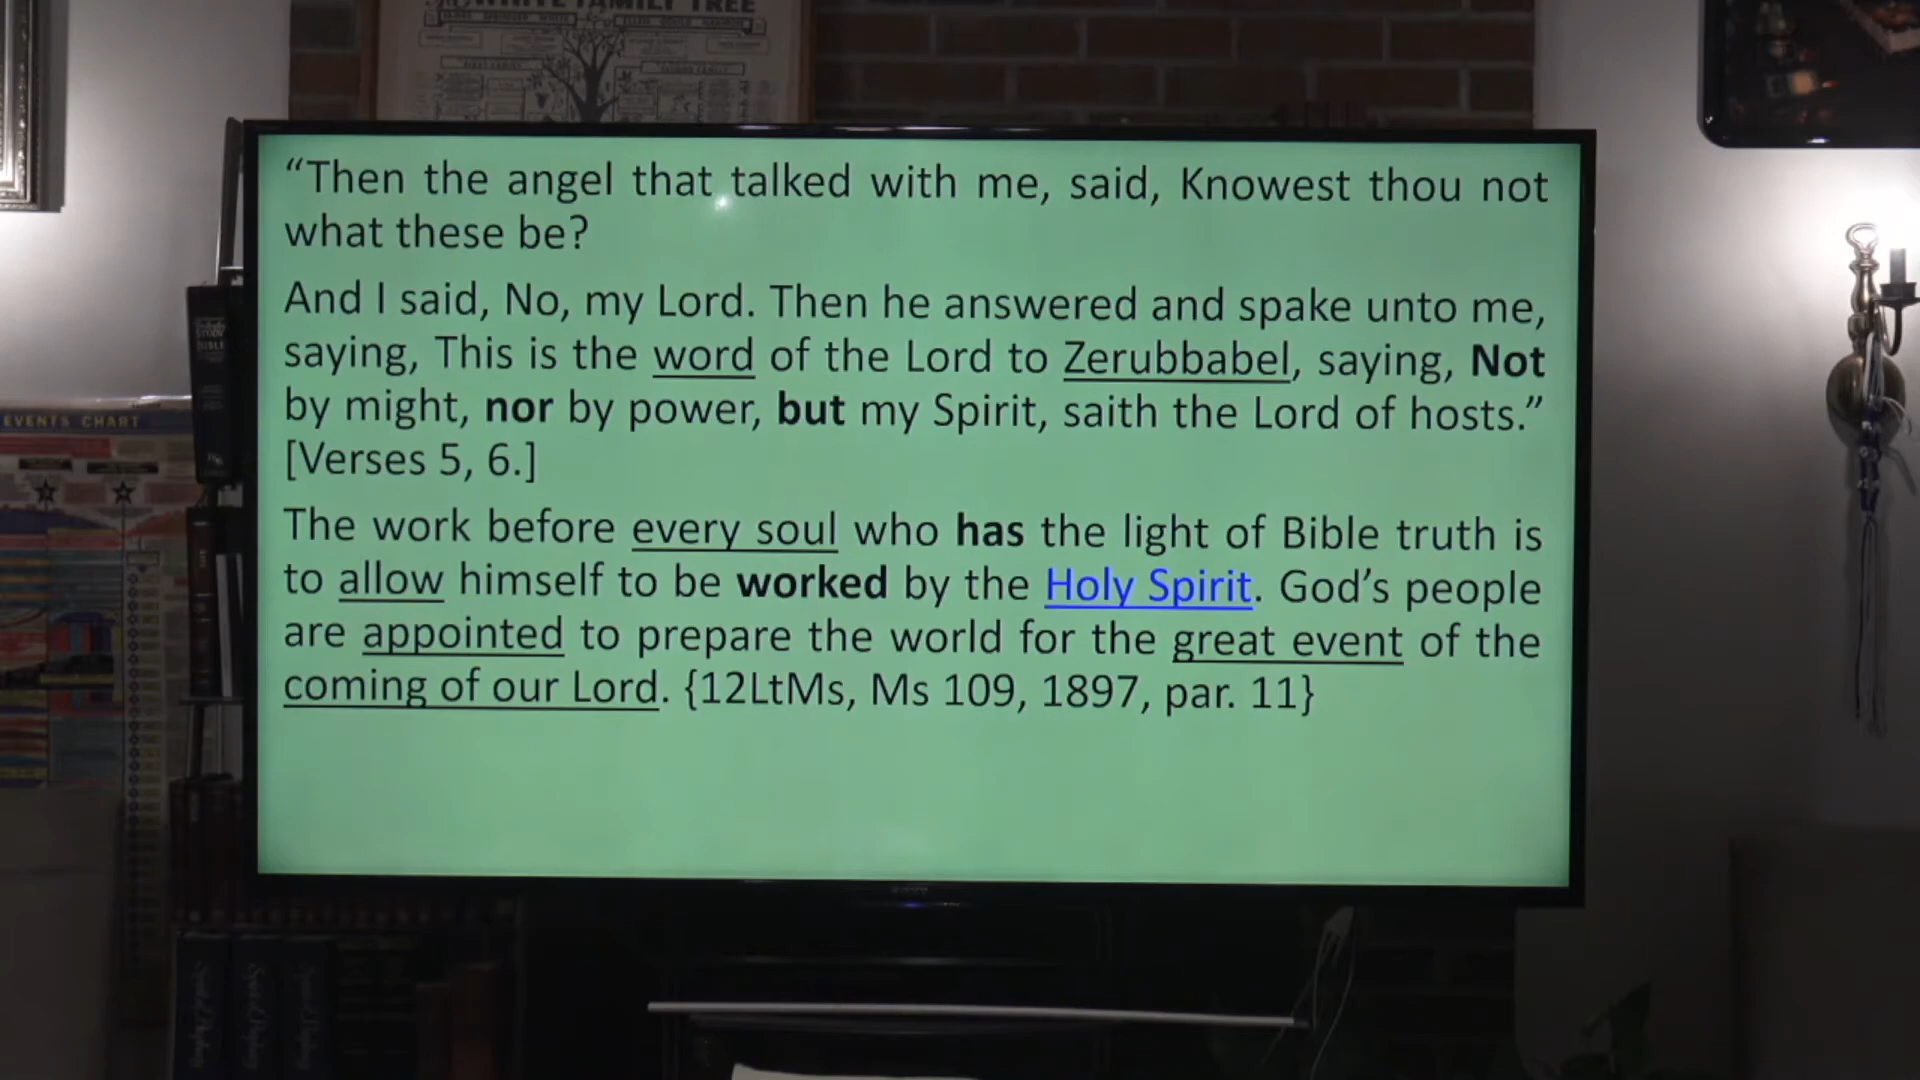 WHITE FAMILY TREE
“Then the angel that talked with me, said, Knowest thou not
what these be?
And I said, No, my Lord. Then he answered and spake unto me,
saying, This is the word of the Lord to Zerubbabel, saying, Not
by might, nor by power, but my Spirit, saith the Lord of hosts.”
[Verses 5, 6.]
The work before every soul who has the light of Bible truth is
to allow himself to be worked by the Holy Spirit. God’s people
are appointed to prepare the world for the great event of the
coming of our Lord. {12LtMs, Ms 109, 1897, par. 11}
EVENTS CHART
STUDY
BIBLE